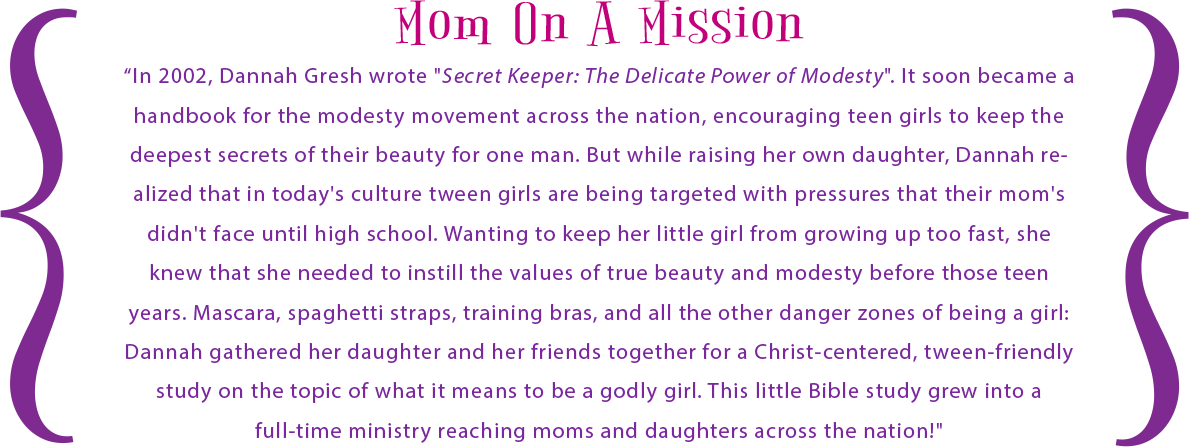 Mom On A Mission
“In 2002, Dannah Gresh wrote "Secret Keeper: The Delicate Power of Modesty". It soon became a
handbook for the modesty movement across the nation, encouraging teen girls to keep the
deepest secrets of their beauty for one man. But while raising her own daughter, Dannah re-
alized that in today's culture tween girls are being targeted with pressures that their mom's
didn't face until high school. Wanting to keep her little girl from growing up too fast, she
knew that she needed to instill the values of true beauty and modesty before those teen
years. Mascara, spaghetti straps, training bras, and all the other danger zones of being a girl:
Dannah gathered her daughter and her friends together for a Christ-centered, tween-friendly
study on the topic of what it means to be a godly girl. This little Bible study grew into a
full-time ministry reaching moms and daughters across the nation!"